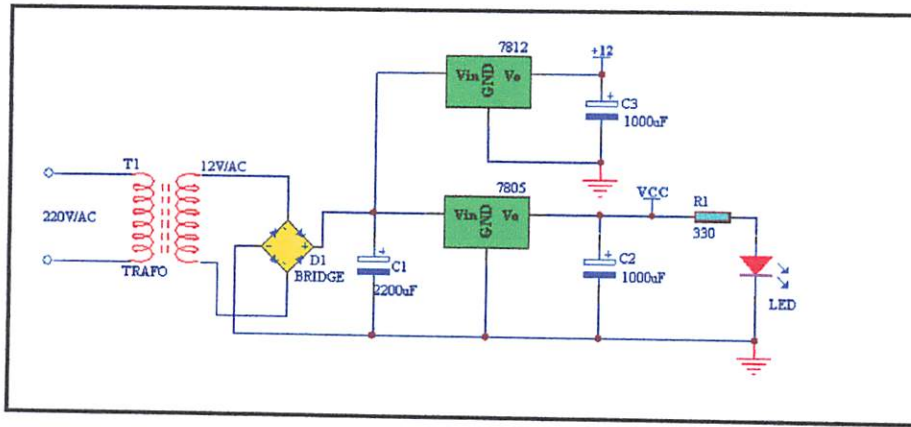 7812
+12
Vin
GND
Vo
C3
1000uF
T1
12V/AC
220V/AC
TRAFO
D1
BRIDGE
C1
2200uF
7805
Vin
GND
Vo
VCC
R1
330
C2
1000uF
LED